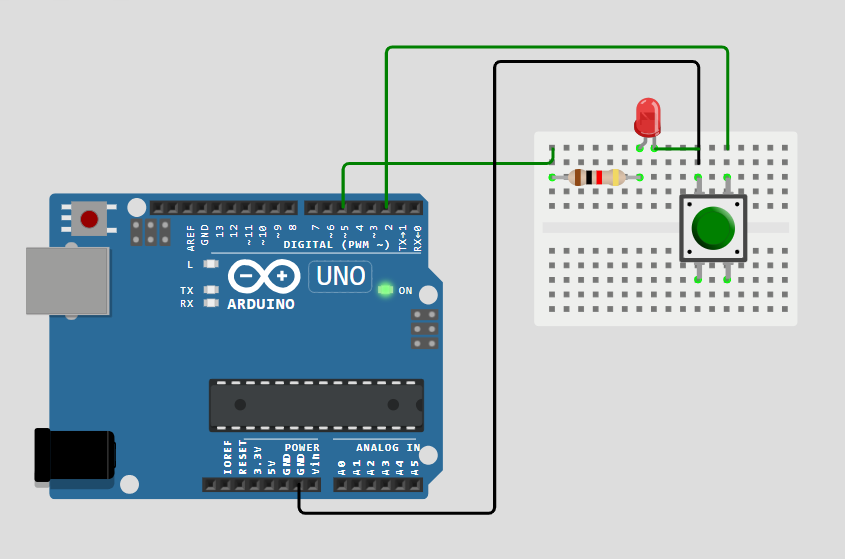 AREF
GND
13
12
~11
~10
~9
8
7
~6
~5
4
~3
2
TX→1
RX←0
DIGITAL (PWM ~)
L
TX
RX
UNO
ON
ARDUINO
POWER
ANALOG IN
IOREF
RESET
3.3V
5V
GND
GND
Vin
A0
A1
A2
A3
A4
A5